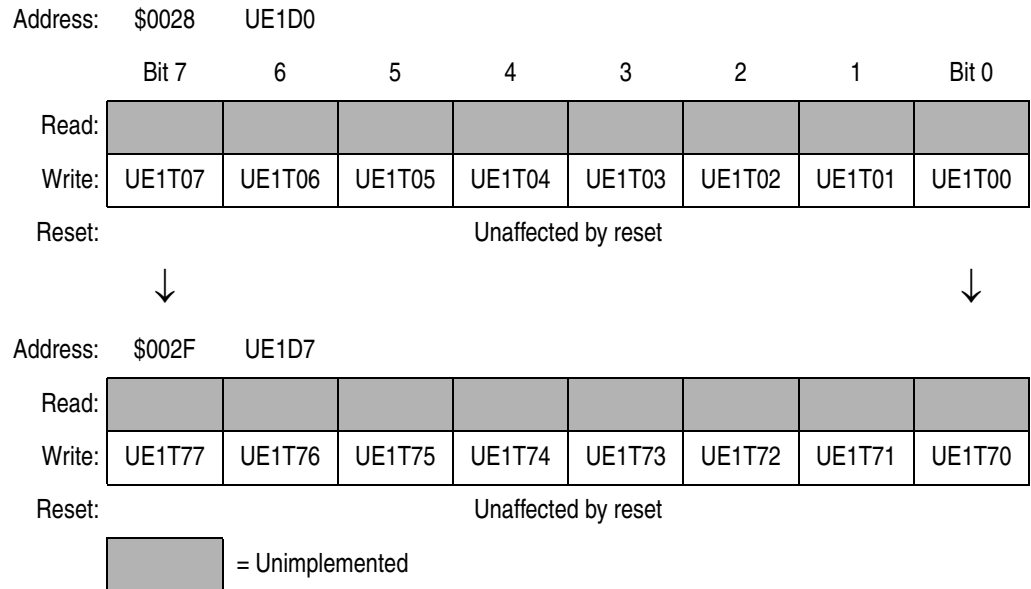 Address: $0028 UE1D0
Bit 7 6 5 4 3 2 1 Bit 0
Read:
Write: UE1T07 UE1T06 UE1T05 UE1T04 UE1T03 UE1T02 UE1T01 UE1T00
Reset: Unaffected by reset
↓ ↓
Address: $002F UE1D7
Read:
Write: UE1T77 UE1T76 UE1T75 UE1T74 UE1T73 UE1T72 UE1T71 UE1T70
Reset: Unaffected by reset
= Unimplemented